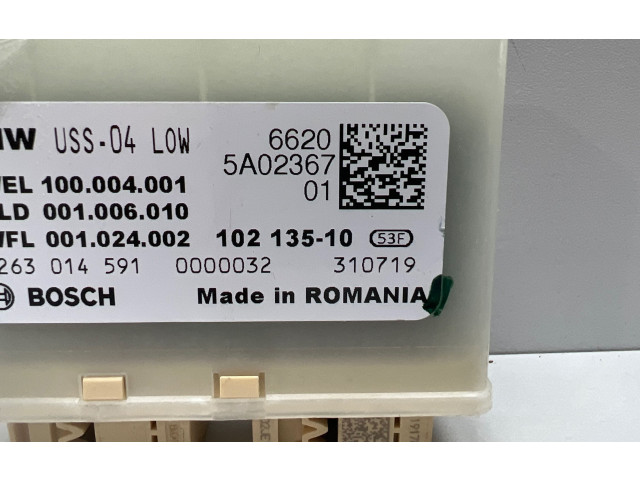 USS-04 LOW 6620
5A02367
01
100.004.001
001.006.010
001.024.002 102 135-10 53F
263 014 591 0000032 310719
BOSCH Made in ROMANIA